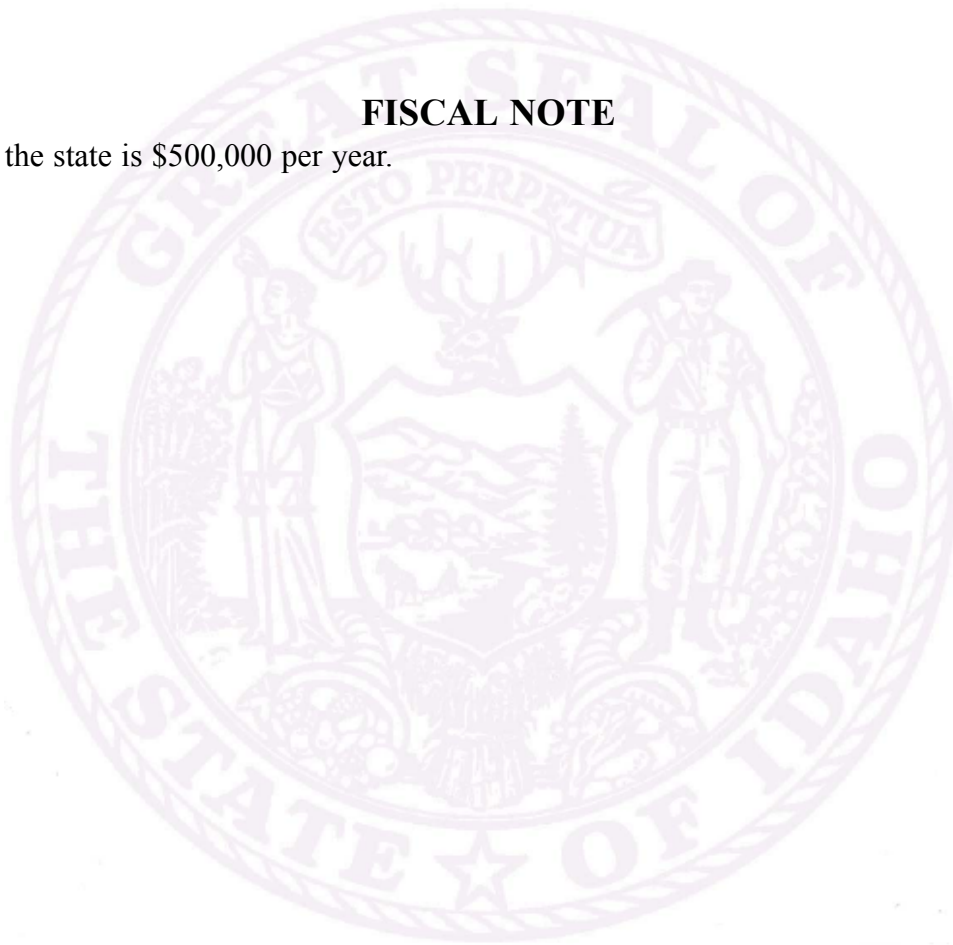 FISCAL NOTE
the state is $500,000 per year.
GREAT SEAL OF
ESTO PERPETUA
THE STATE OF IDAHO